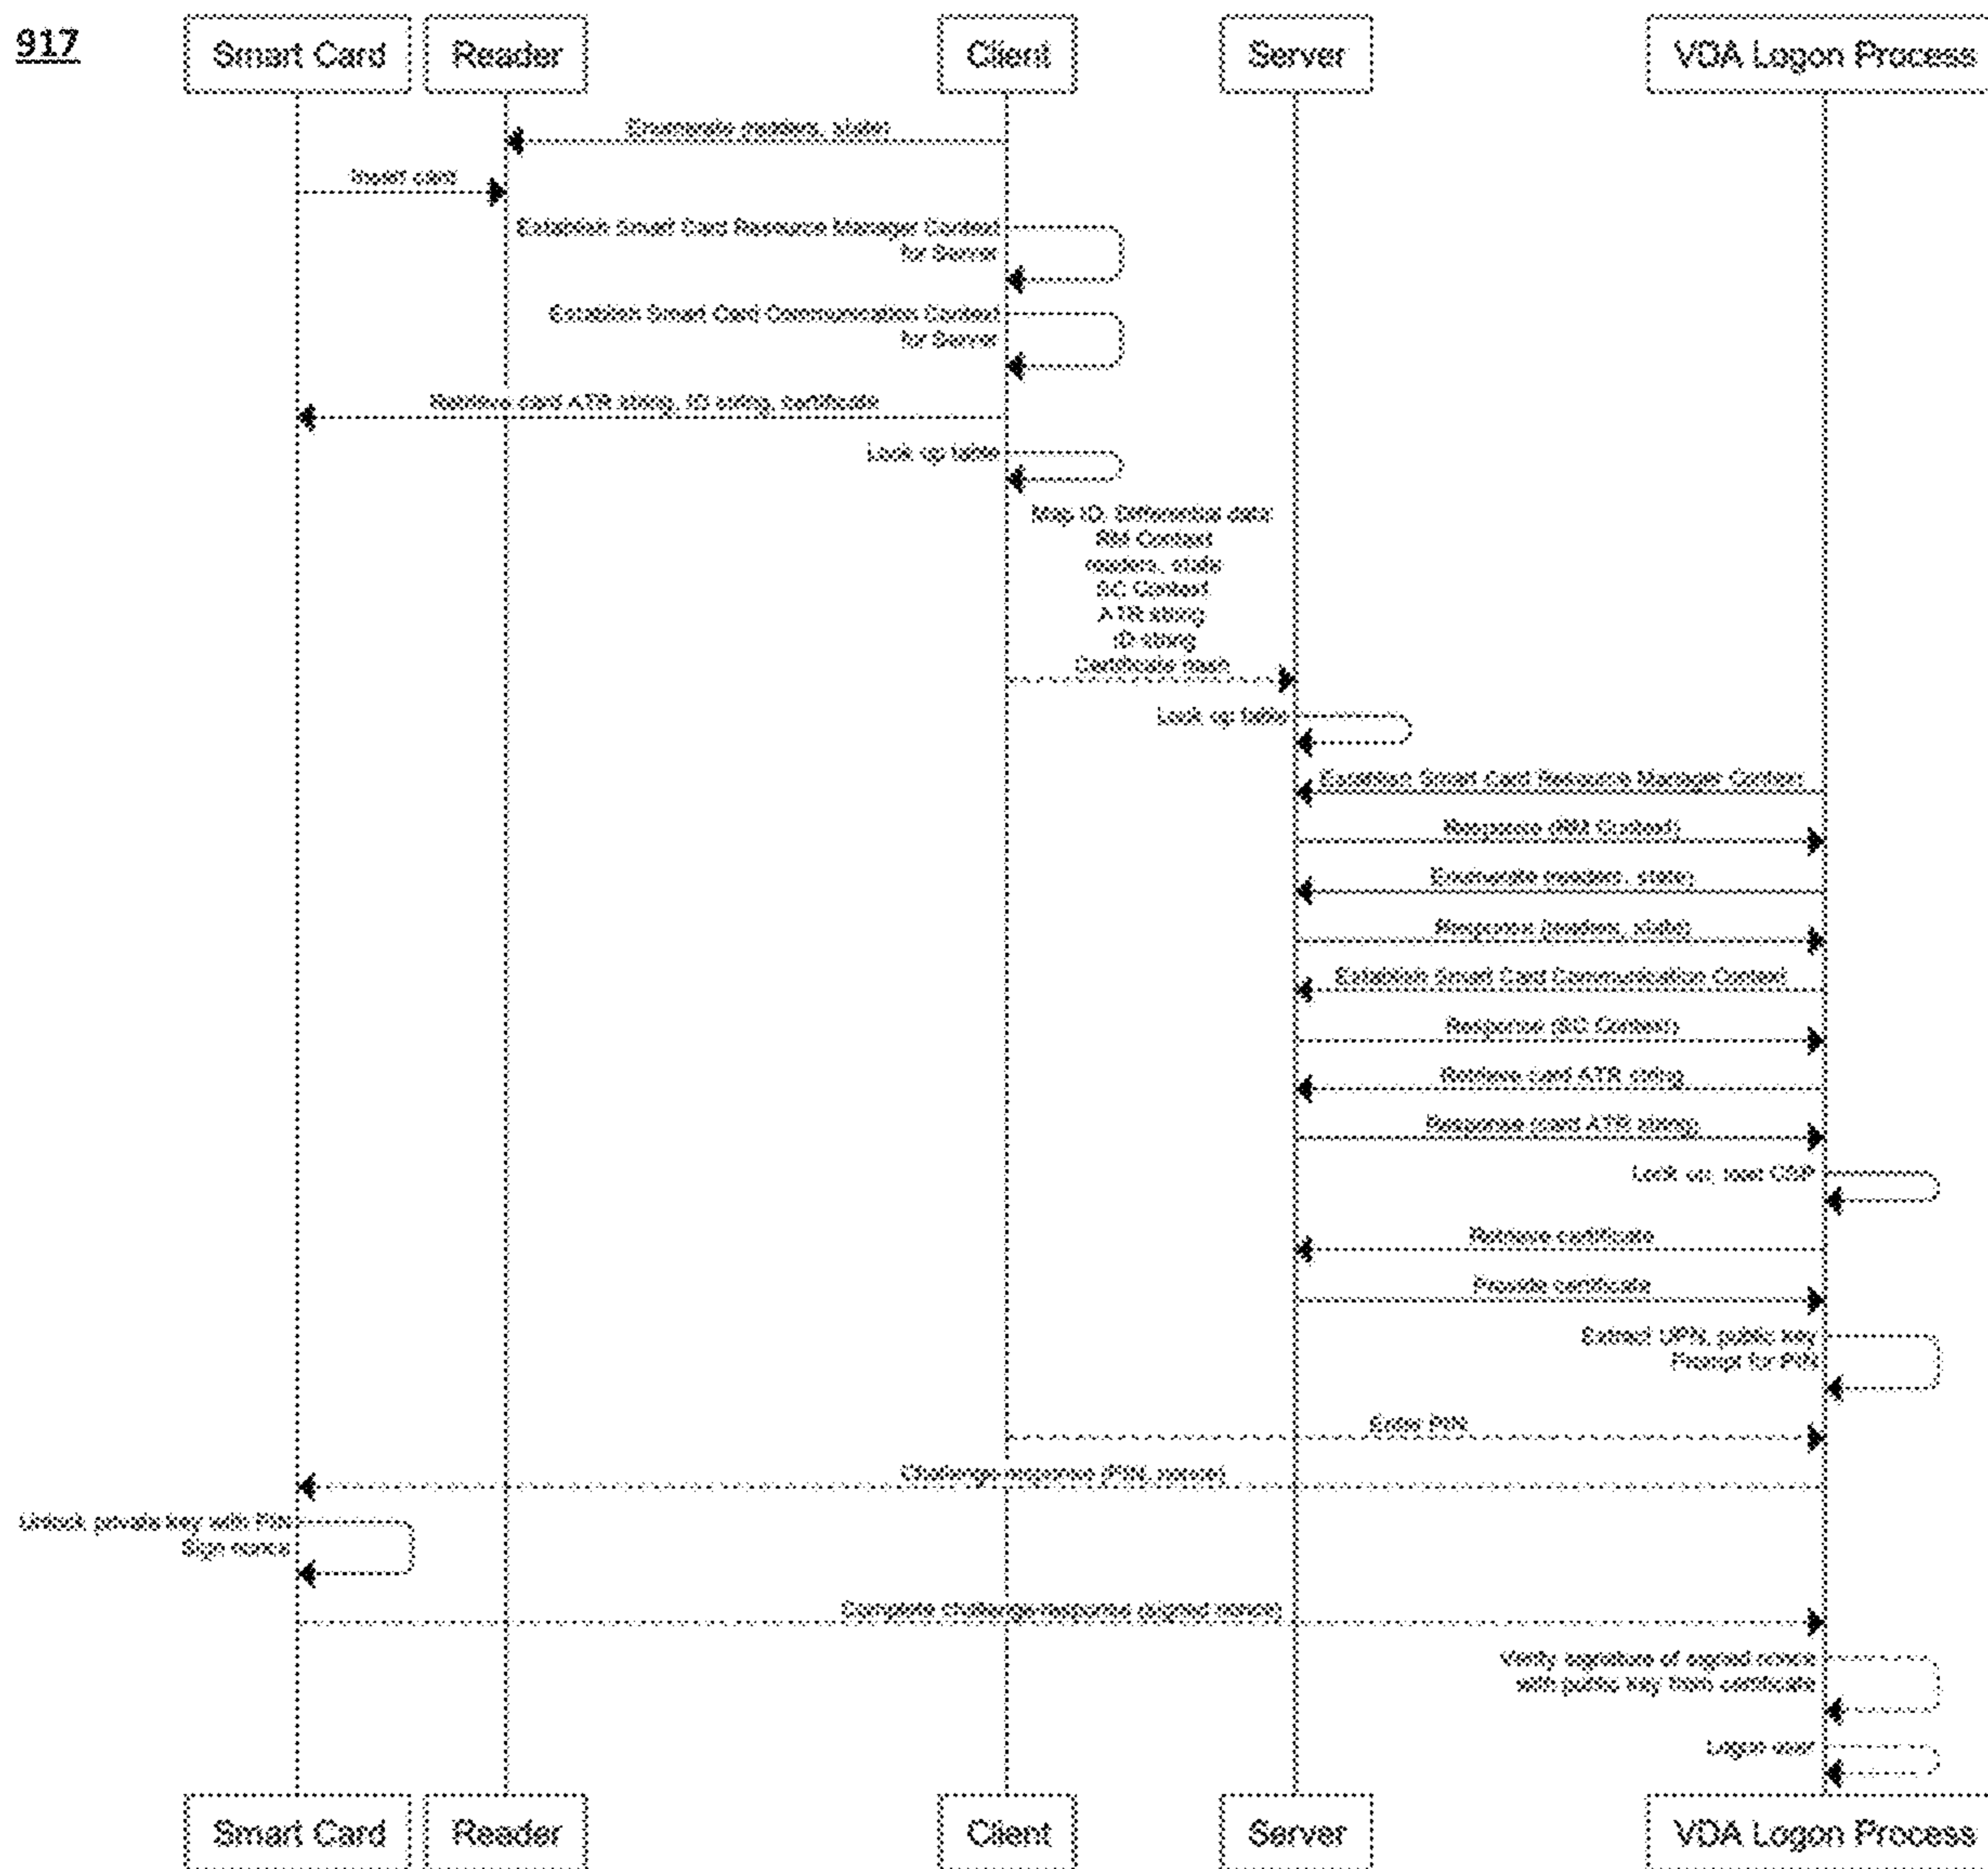 917
Smart Card
Reader
Client
Server
VDA Logon Process
Enumerate readers, state
Insert card
Establish Smart Card Resource Manager Context
for Server
Establish Smart Card Communication Context
for Server
Retrieve card ATR string, ID string, certificate
Look up table
Map ID, Differential data:
RM Context
readers, state
SC Context
ATR string
ID string
Certificate hash
Look up table
Establish Smart Card Resource Manager Context
Response (RM Context)
Enumerate readers, state
Response (readers, state)
Establish Smart Card Communication Context
Response (SC Context)
Retrieve card ATR string
Response (card ATR string)
Look up, load CSP
Retrieve certificate
Provide certificate
Extract UPN, public key
Prompt for PIN
Enter PIN
Challenge-response (PIN, nonce)
Unlock private key with PIN
Sign nonce
Complete challenge-response (signed nonce)
Verify signature of signed nonce
with public key from certificate
Logon user
Smart Card
Reader
Client
Server
VDA Logon Process